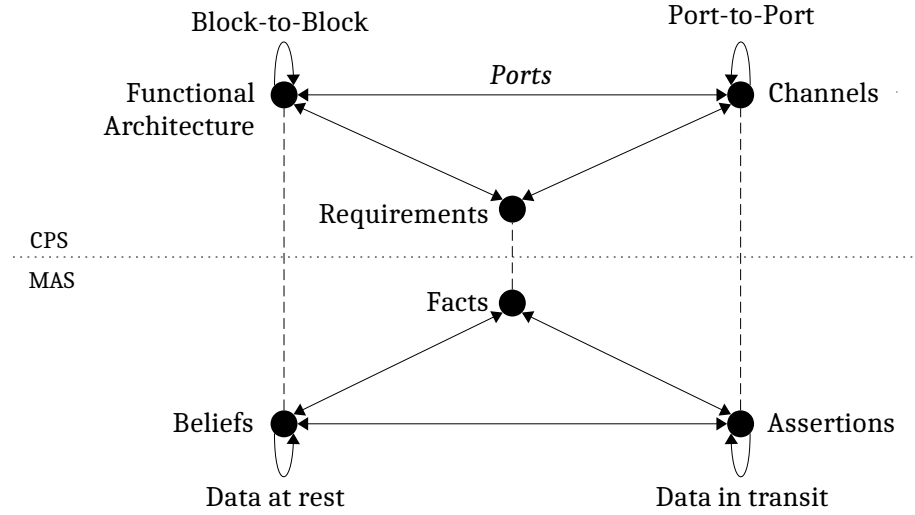 Block-to-Block
Port-to-Port
Ports
Functional
Architecture
Channels
Requirements
CPS
MAS
Facts
Beliefs
Assertions
Data at rest
Data in transit